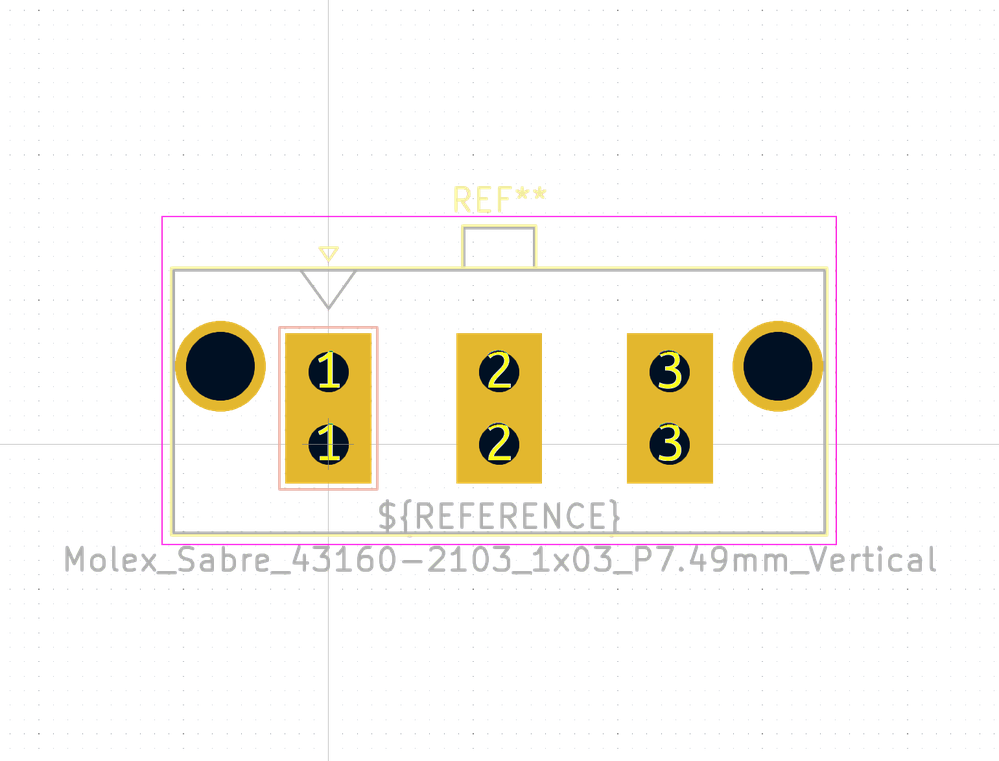 REF**
1 2 3
1 2 3
${REFERENCE}
Molex_Sabre_43160-2103_1x03_P7.49mm_Vertical